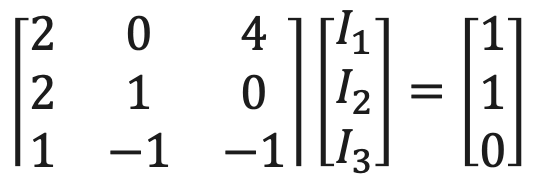 [2 0 4] [I₁] = [1]
[2 1 0] [I₂] = [1]
[1 −1 −1] [I₃] = [0]